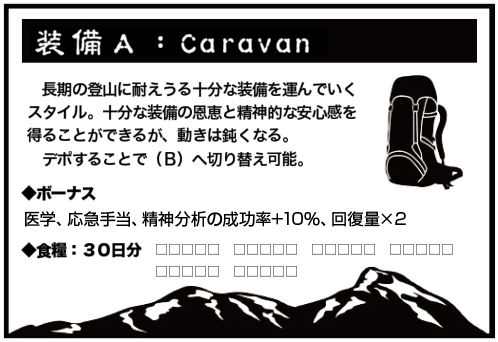 装備A：Caravan
長期の登山に耐えうる十分な装備を運んでいく
スタイル。十分な装備の恩恵と精神的な安心感を
得ることができるが、動きは鈍くなる。
デポすることで（B）へ切り替え可能。
◆ボーナス
医学、応急手当、精神分析の成功率+10%、回復量×2
◆食糧：30日分 □□□□□ □□□□□ □□□□□ □□□□□
□□□□□ □□□□□